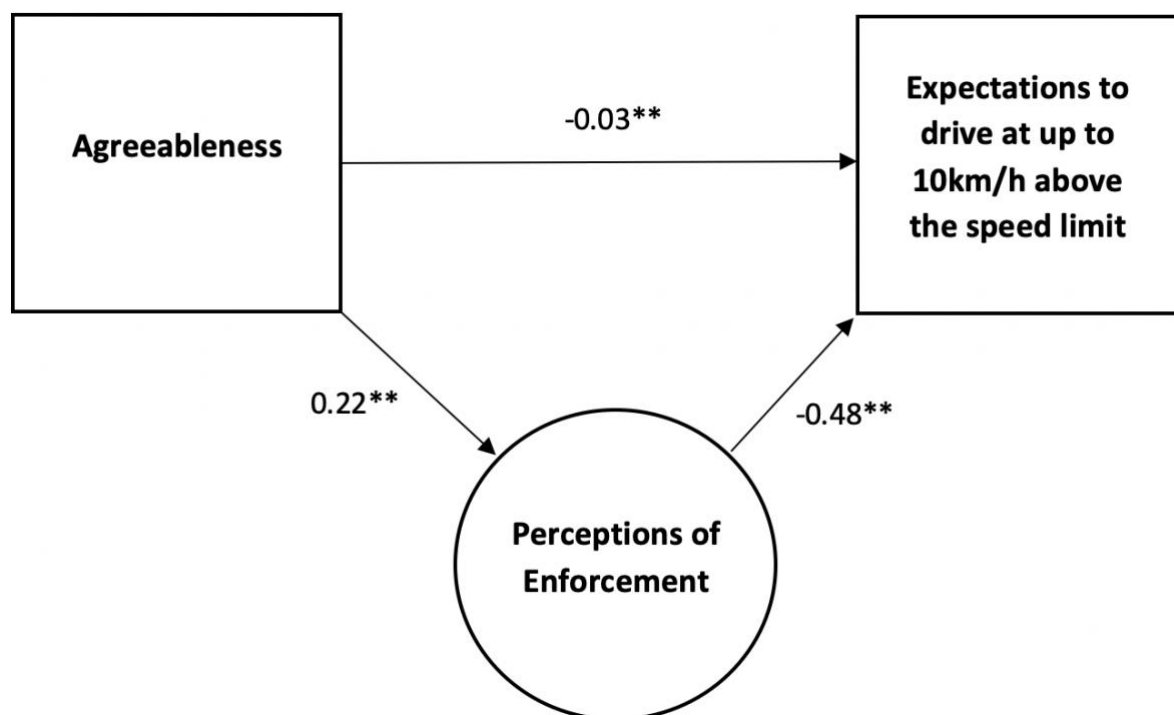 Agreeableness
-0.03**
Expectations to
drive at up to
10km/h above
the speed limit
0.22**
-0.48**
Perceptions of
Enforcement